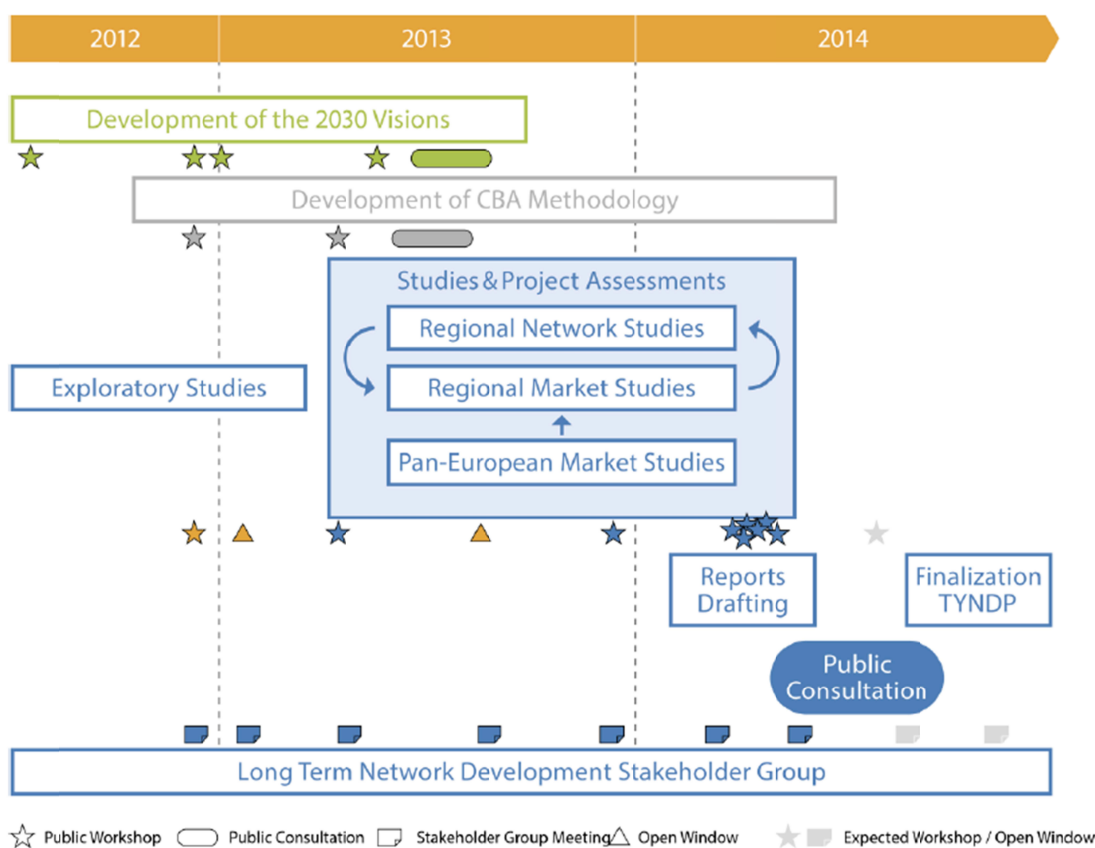 2012
2013
2014
Development of the 2030 Visions
Development of CBA Methodology
Studies & Project Assessments
Regional Network Studies
Exploratory Studies
Regional Market Studies
Pan-European Market Studies
Reports
Drafting
Finalization
TYNDP
Public
Consultation
Long Term Network Development Stakeholder Group
Public Workshop
Public Consultation
Stakeholder Group Meeting
Open Window
Expected Workshop / Open Window